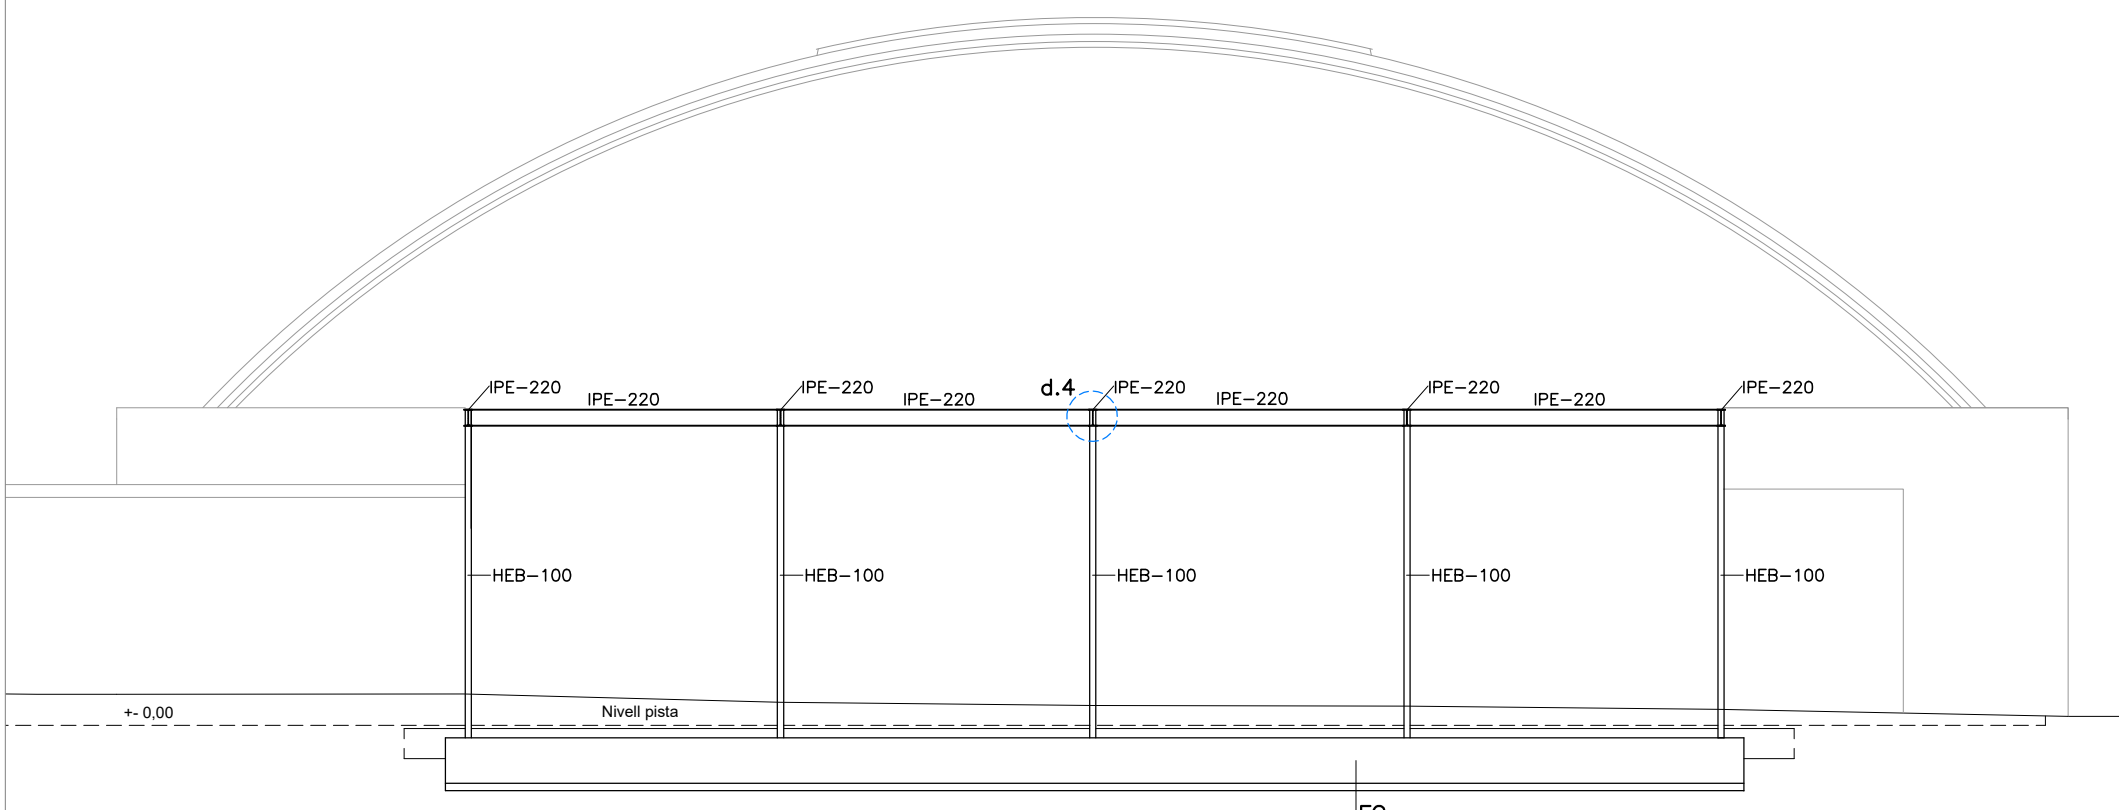 IPE-220 IPE-220 d.4 IPE-220 IPE-220 IPE-220
IPE-220 IPE-220 IPE-220 IPE-220
HEB-100 HEB-100 HEB-100 HEB-100 HEB-100
+- 0,00 Nivell pista